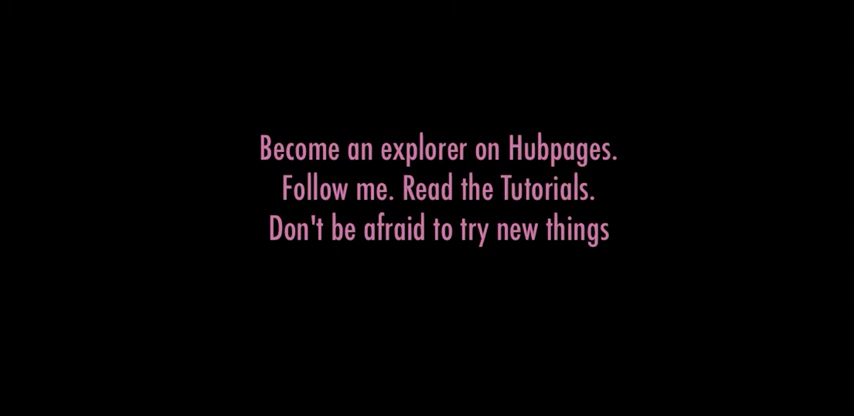 Become an explorer on Hubpages.
Follow me. Read the Tutorials.
Don't be afraid to try new things